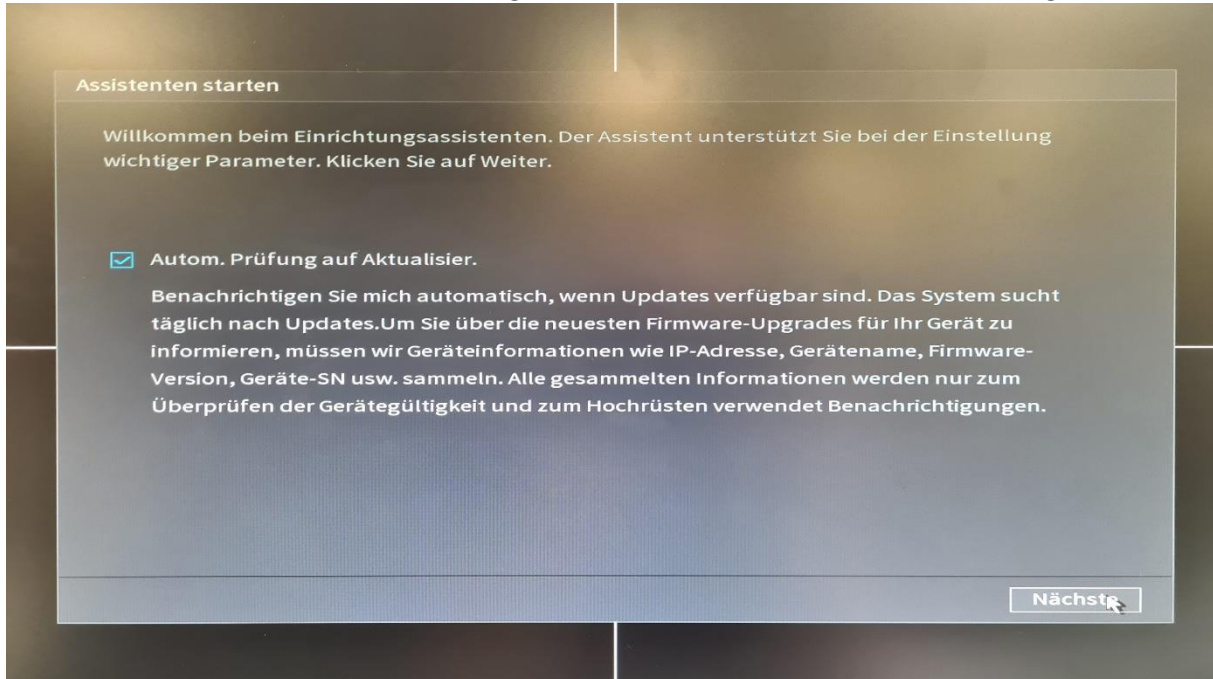 Assistenten starten
Willkommen beim Einrichtungsassistenten. Der Assistent unterstützt Sie bei der Einstellung
wichtiger Parameter. Klicken Sie auf Weiter.
Autom. Prüfung auf Aktualisier.
Benachrichtigen Sie mich automatisch, wenn Updates verfügbar sind. Das System sucht
täglich nach Updates.Um Sie über die neuesten Firmware-Upgrades für Ihr Gerät zu
informieren, müssen wir Geräteinformationen wie IP-Adresse, Gerätename, Firmware-
Version, Geräte-SN usw. sammeln. Alle gesammelten Informationen werden nur zum
Überprüfen der Gerätegültigkeit und zum Hochrüsten verwendet Benachrichtigungen.
Nächste